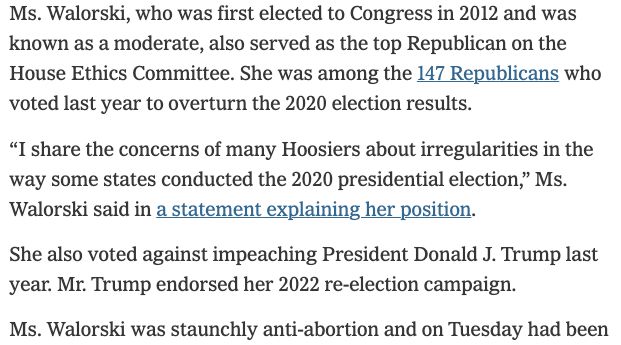 Ms. Walorski, who was first elected to Congress in 2012 and was
known as a moderate, also served as the top Republican on the
House Ethics Committee. She was among the 147 Republicans who
voted last year to overturn the 2020 election results.
“I share the concerns of many Hoosiers about irregularities in the
way some states conducted the 2020 presidential election,” Ms.
Walorski said in a statement explaining her position.
She also voted against impeaching President Donald J. Trump last
year. Mr. Trump endorsed her 2022 re-election campaign.
Ms. Walorski was staunchly anti-abortion and on Tuesday had been